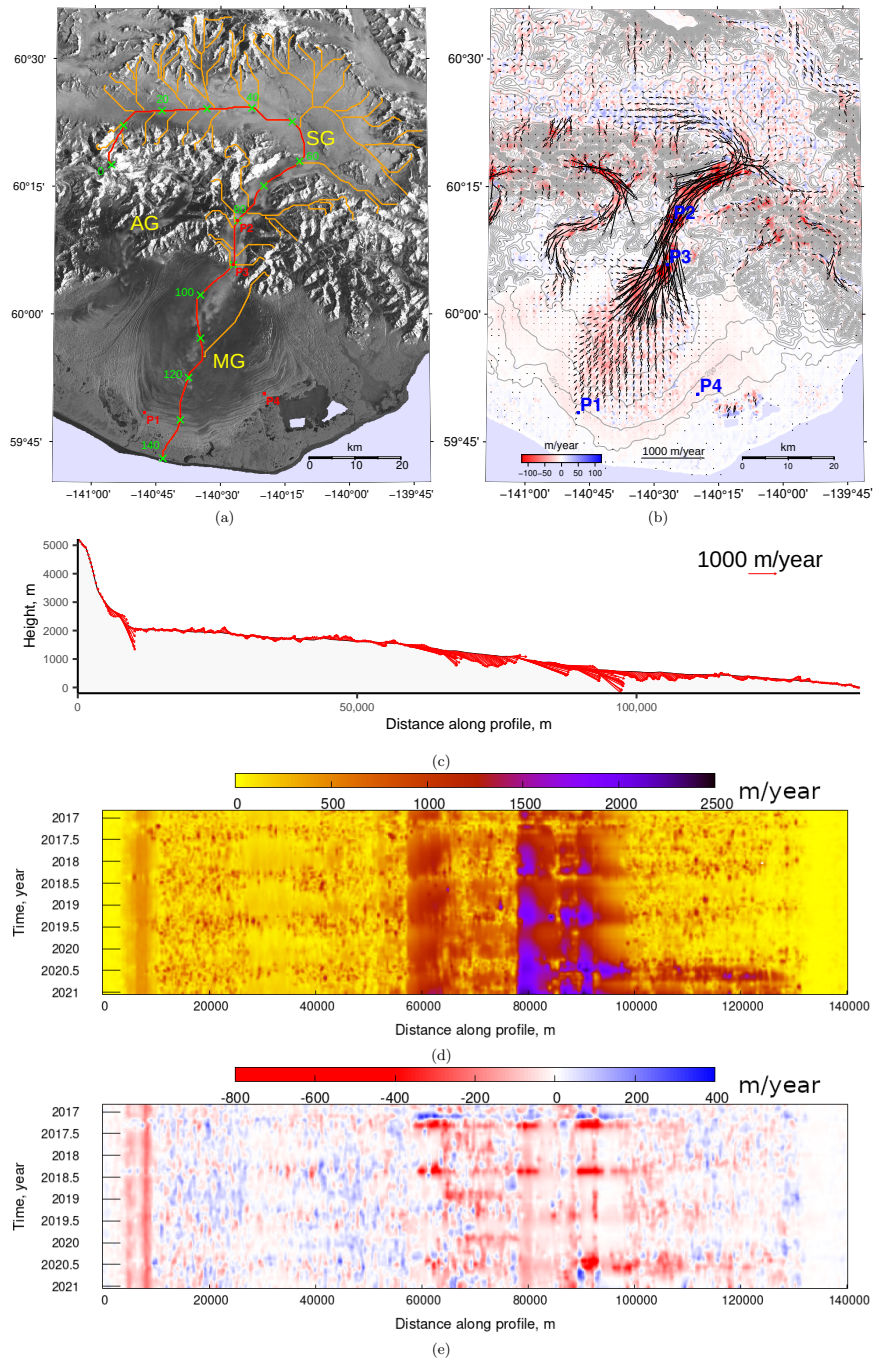 60°30'
60°15'
60°00'
59°45'
SG
AG
MG
0
100
120
140
P1
km
0 10 20
−141°00' −140°45' −140°30' −140°15' −140°00' −139°45'
(a)
60°30'
60°15'
60°00'
59°45'
P2
P3
P4
P1
m/year
−100 −50 0 50 100
1000 m/year
km
0 10 20
−141°00' −140°45' −140°30' −140°15' −140°00' −139°45'
(b)
5000
4000
3000
2000
1000
0
Height, m
1000 m/year
0 50,000 100,000
Distance along profile, m
(c)
0 500 1000 1500 2000 2500
m/year
2017
2017.5
2018
2018.5
2019
2019.5
2020
2020.5
2021
Time, year
0 20000 40000 60000 80000 100000 120000 140000
Distance along profile, m
(d)
-800 -600 -400 -200 0 200 400
m/year
2017
2017.5
2018
2018.5
2019
2019.5
2020
2020.5
2021
Time, year
0 20000 40000 60000 80000 100000 120000 140000
Distance along profile, m
(e)